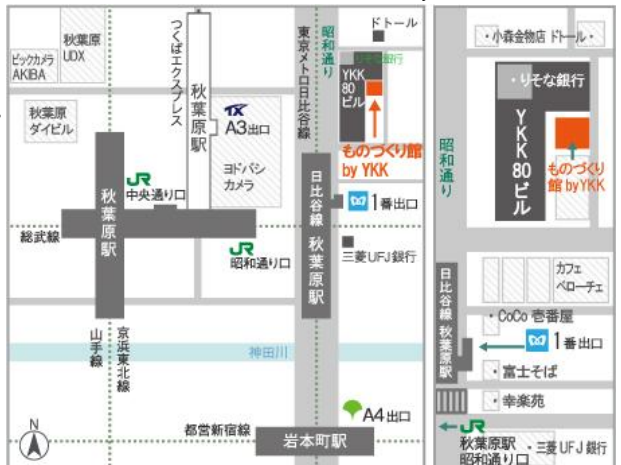 ドトール
秋葉原
UDX
ビックカメラ
AKIBA
つくばエクスプレス
秋葉原駅
東京メトロ日比谷線
昭和通り
りそな銀行
YKK
80
ビル
秋葉原
ダイビル
TX
A3出口
ヨドバシ
カメラ
ものづくり館
by YKK
JR
中央通り口
秋葉原駅
日比谷線 秋葉原駅
1番出口
総武線
JR
昭和通り口
三菱UFJ銀行
山手線
京浜東北線
神田川
N
A4出口
都営新宿線
岩本町駅
・小森金物店 ドトール・
・りそな銀行
YKK80ビル
昭和通り
ものづくり
館 by YKK
カフェ
ベローチェ
日比谷線 秋葉原駅
・CoCo 壱番屋
1番出口
・富士そば
・幸楽苑
JR
秋葉原駅
昭和通り口
・三菱UFJ銀行